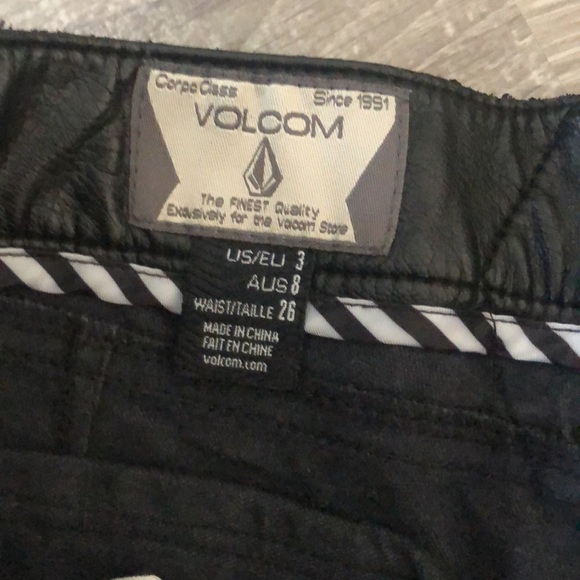 Corpo Class Since 1991
VOLCOM
The FINEST Quality
Exclusively for the Volcom Store
US/EU 3
AUS 8
WAIST/TAILLE 26
MADE IN CHINA
FAIT EN CHINE
volcom.com